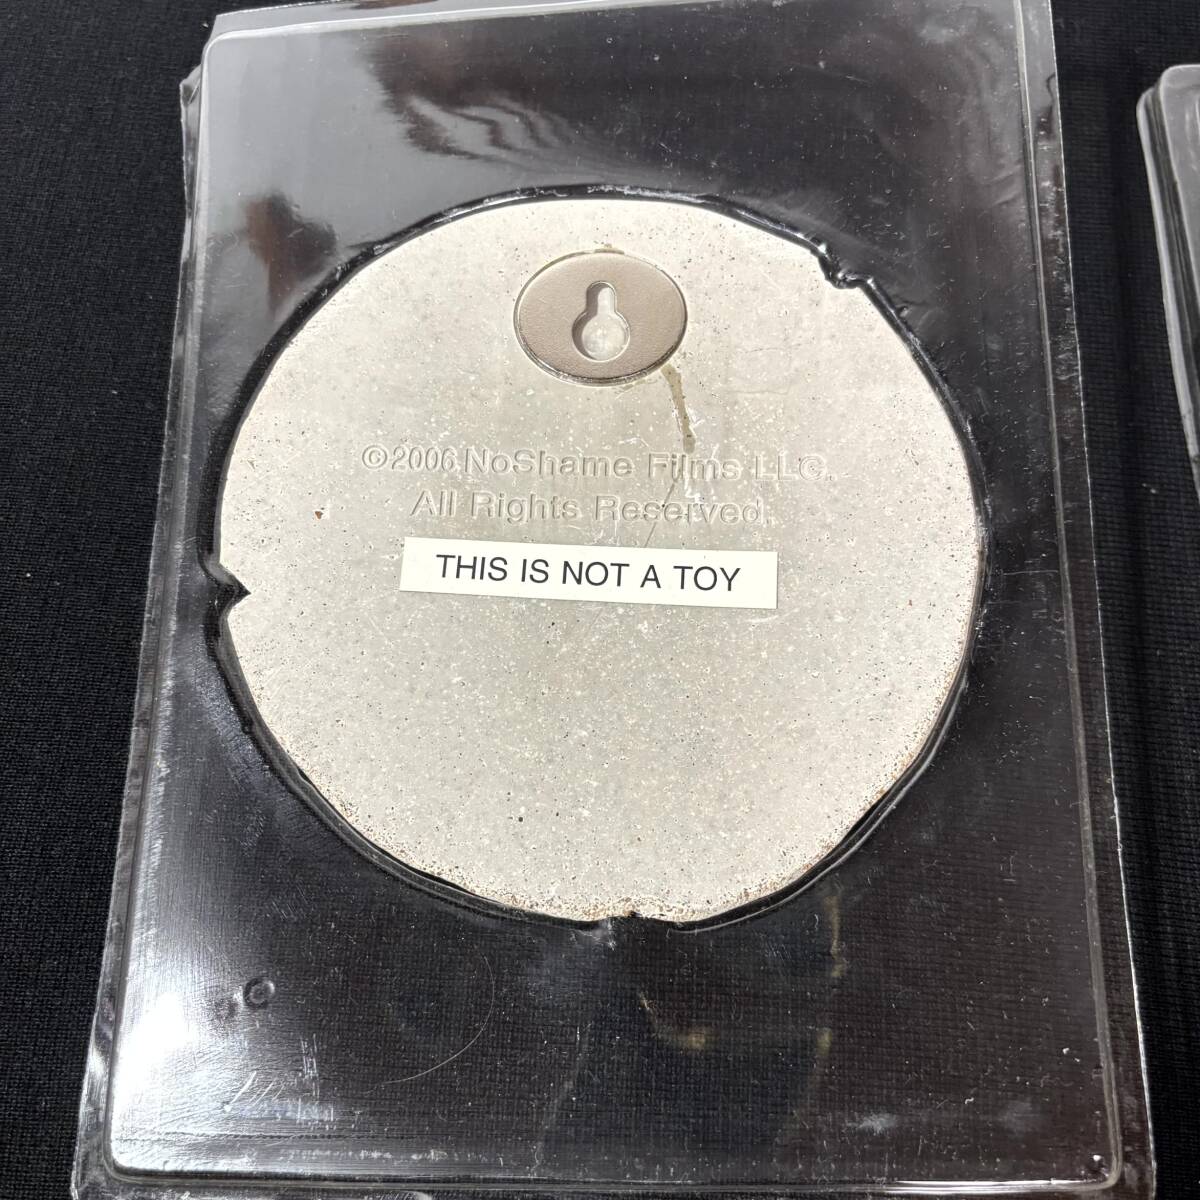 ©2006 NoShame Films LLC.
All Rights Reserved.
THIS IS NOT A TOY